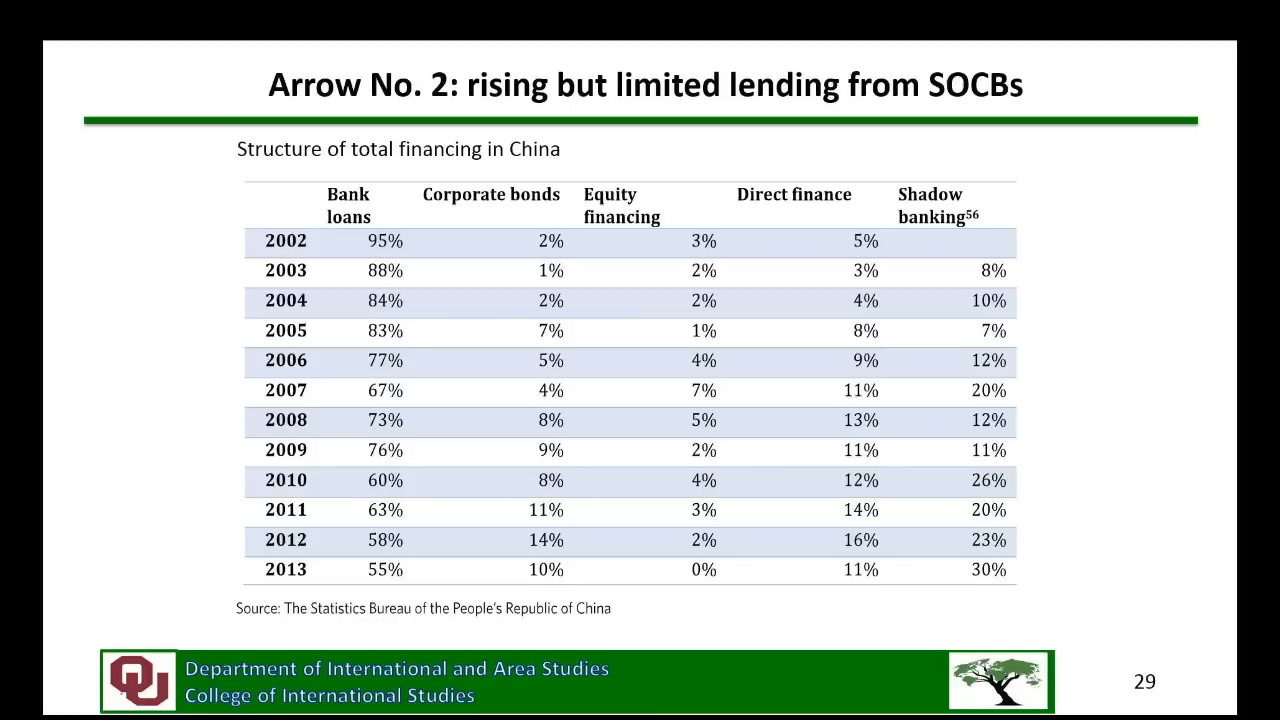 Arrow No. 2: rising but limited lending from SOCBs
Structure of total financing in China
Bank loans Corporate bonds Equity financing Direct finance Shadow banking⁵⁶
2002 95% 2% 3% 5%
2003 88% 1% 2% 3% 8%
2004 84% 2% 2% 4% 10%
2005 83% 7% 1% 8% 7%
2006 77% 5% 4% 9% 12%
2007 67% 4% 7% 11% 20%
2008 73% 8% 5% 13% 12%
2009 76% 9% 2% 11% 11%
2010 60% 8% 4% 12% 26%
2011 63% 11% 3% 14% 20%
2012 58% 14% 2% 16% 23%
2013 55% 10% 0% 11% 30%
Source: The Statistics Bureau of the People's Republic of China
Department of International and Area Studies
College of International Studies
29